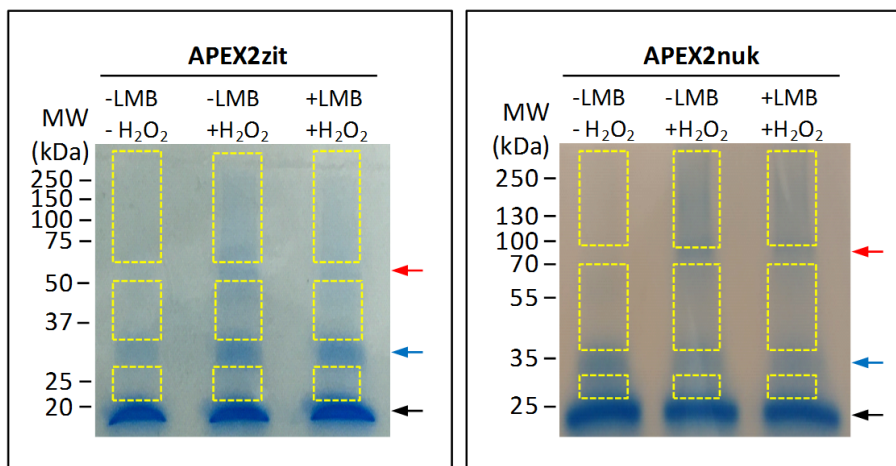 APEX2zit
-LMB -LMB +LMB
MW
- H₂O₂ +H₂O₂ +H₂O₂
(kDa)
250
150
100
75
50
37
25
20
APEX2nuk
-LMB -LMB +LMB
MW
- H₂O₂ +H₂O₂ +H₂O₂
(kDa)
250
130
100
70
55
35
25